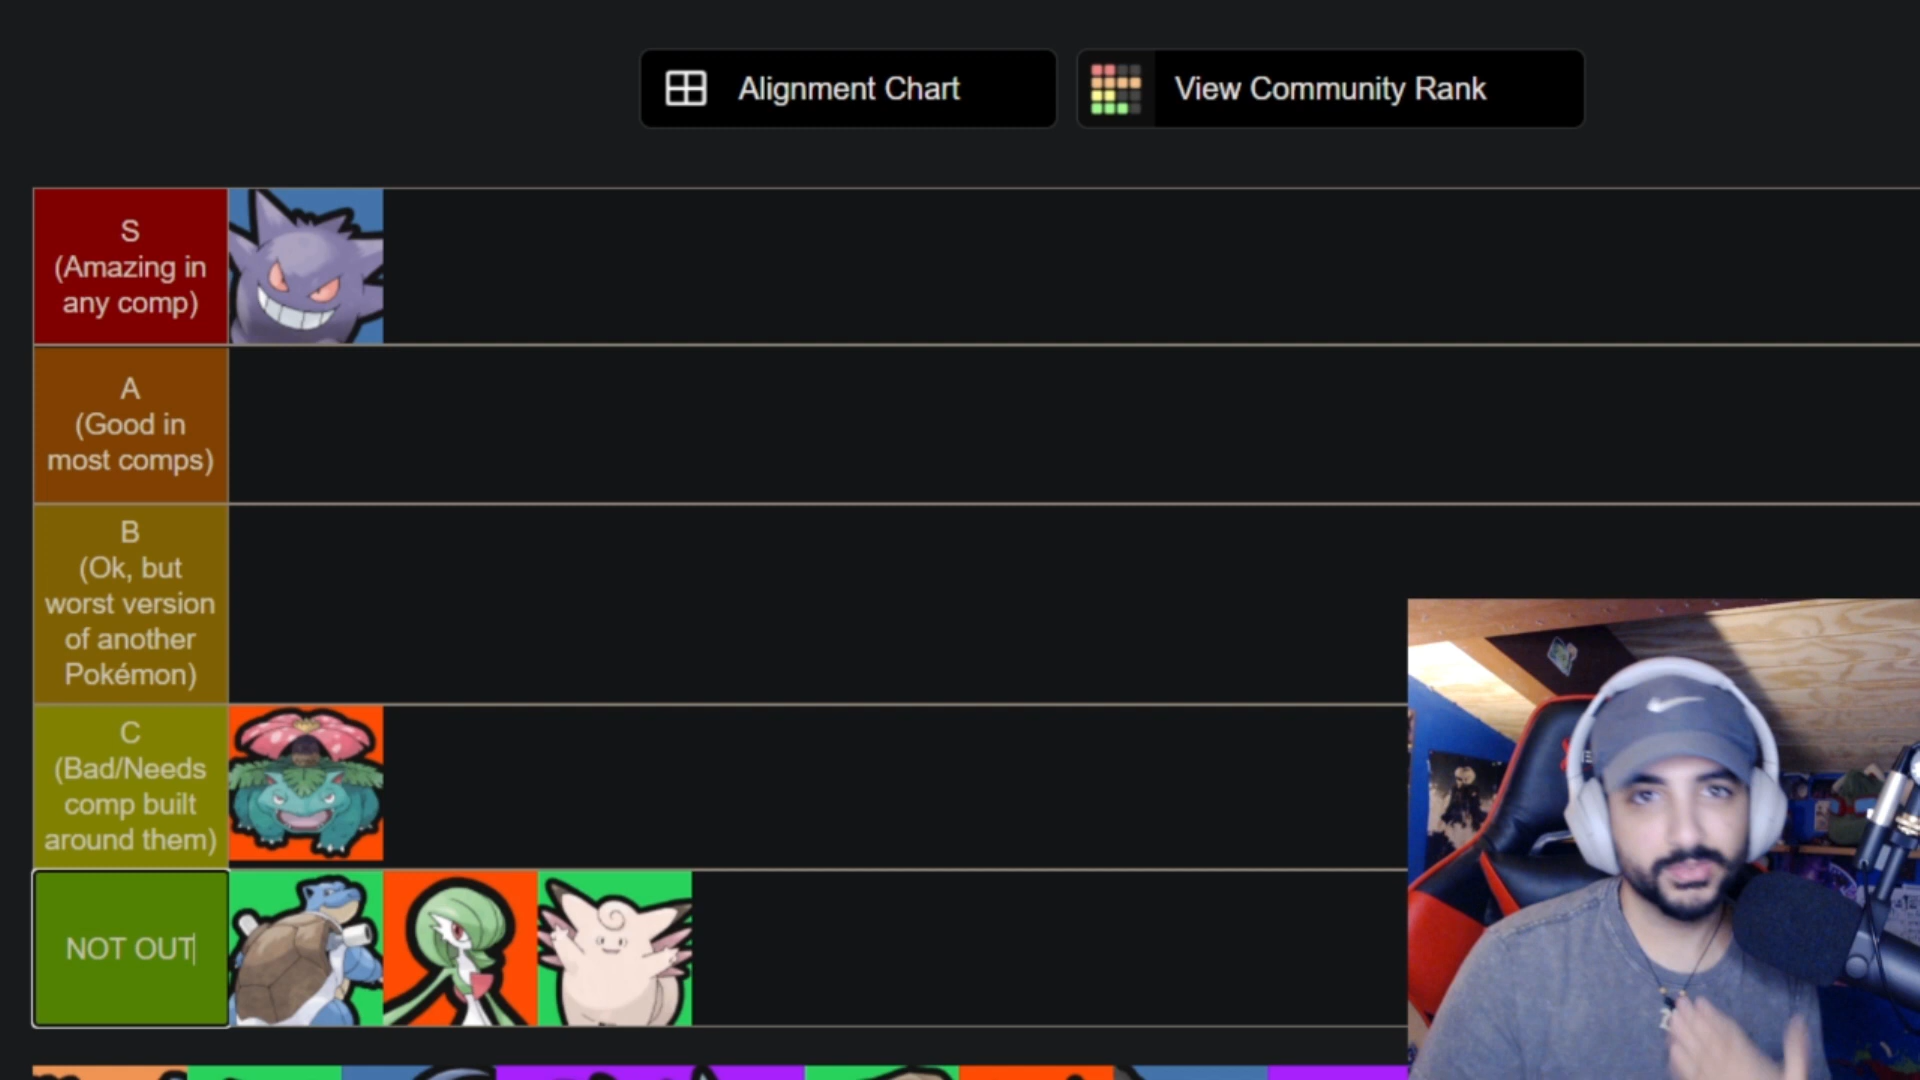 Alignment Chart
View Community Rank
S
(Amazing in
any comp)
A
(Good in
most comps)
B
(Ok, but
worst version
of another
Pokémon)
C
(Bad/Needs
comp built
around them)
NOT OUT